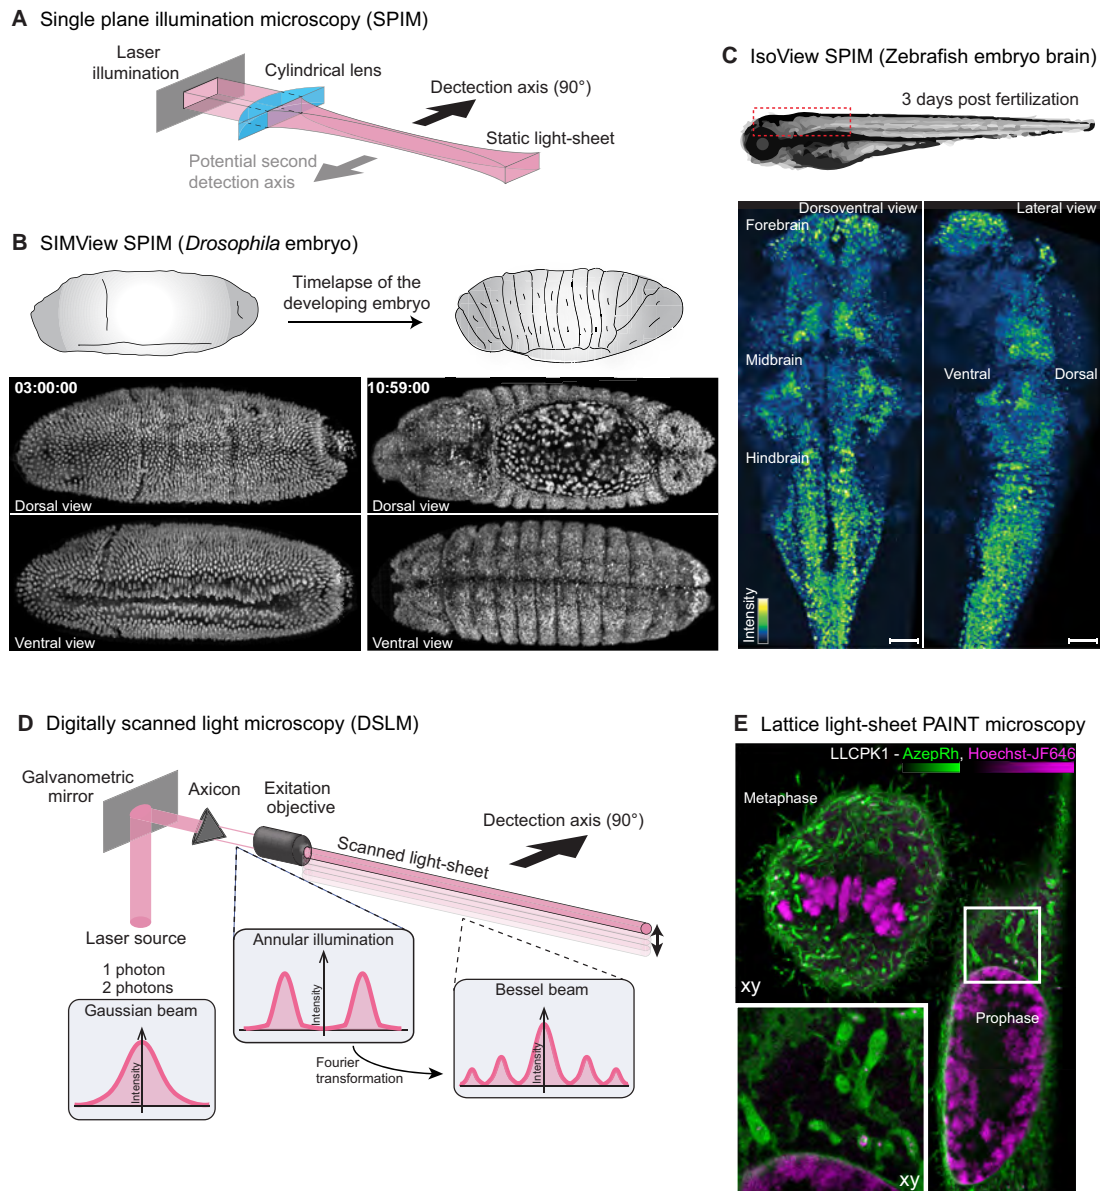 A Single plane illumination microscopy (SPIM)
Laser
illumination
Cylindrical lens
Dectection axis (90°)
Static light-sheet
Potential second
detection axis
B SIMView SPIM (Drosophila embryo)
Timelapse of the
developing embryo
03:00:00
Dorsal view
Ventral view
10:59:00
Dorsal view
Ventral view
C IsoView SPIM (Zebrafish embryo brain)
3 days post fertilization
Dorsoventral view
Forebrain
Midbrain
Hindbrain
Intensity
Lateral view
Ventral
Dorsal
D Digitally scanned light microscopy (DSLM)
Galvanometric
mirror
Axicon
Exitation
objective
Scanned light-sheet
Dectection axis (90°)
Laser source
1 photon
2 photons
Gaussian beam
Intensity
Annular illumination
Intensity
Fourier
transformation
Bessel beam
Intensity
E Lattice light-sheet PAINT microscopy
LLCPK1 - AzepRh, Hoechst-JF646
Metaphase
xy
Prophase
xy